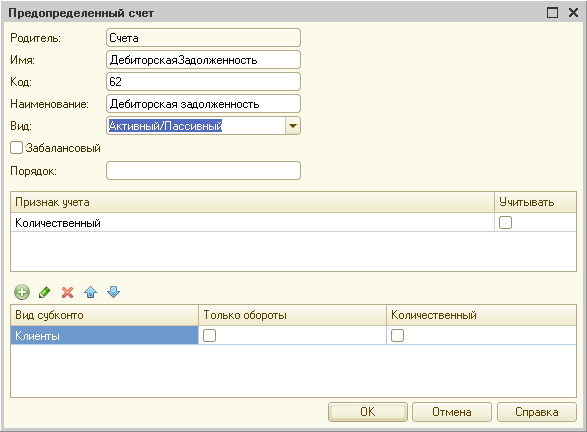 Предопределенный счет
Родитель: Счета
Имя: ДебиторскаяЗадолженность
Код: 62
Наименование: Дебиторская задолженность
Вид: Активный/Пассивный
Забалансовый
Порядок:
Признак учета Учитывать
Количественный
Вид субконто Только обороты Количественный
Клиенты
OK Отмена Справка